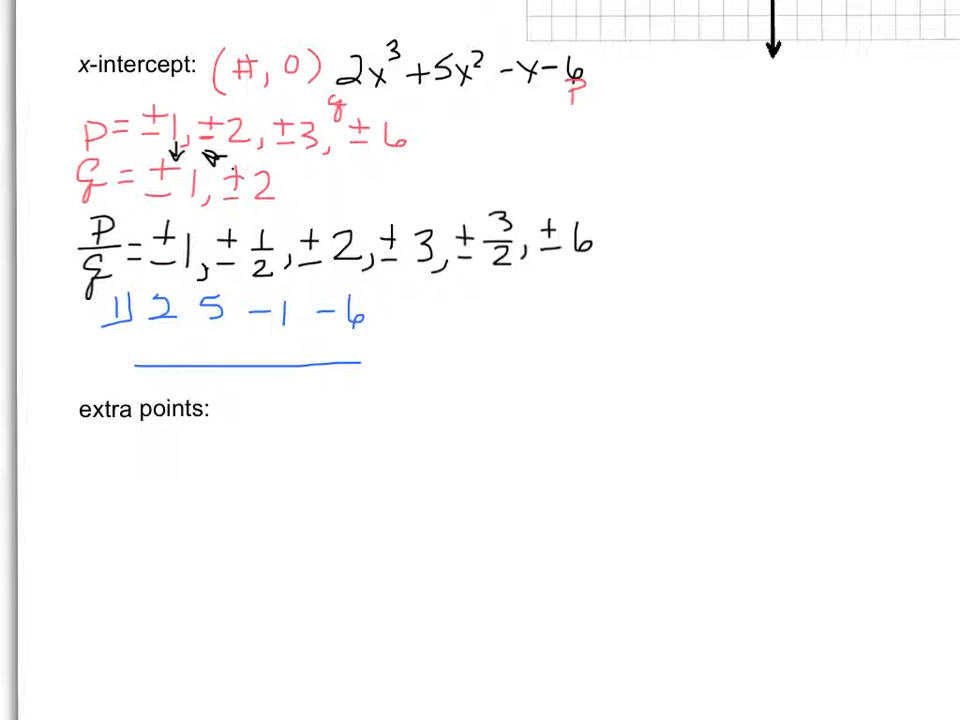 x-intercept: (#, 0) 2x³ + 5x² - x - 6
q p
p = ±1, ±2, ±3, ±6
q = ±1, ±2
p/q = ±1, ±1/2, ±2, ±3, ±3/2, ±6
1⌋ 2 5 -1 -6
extra points: